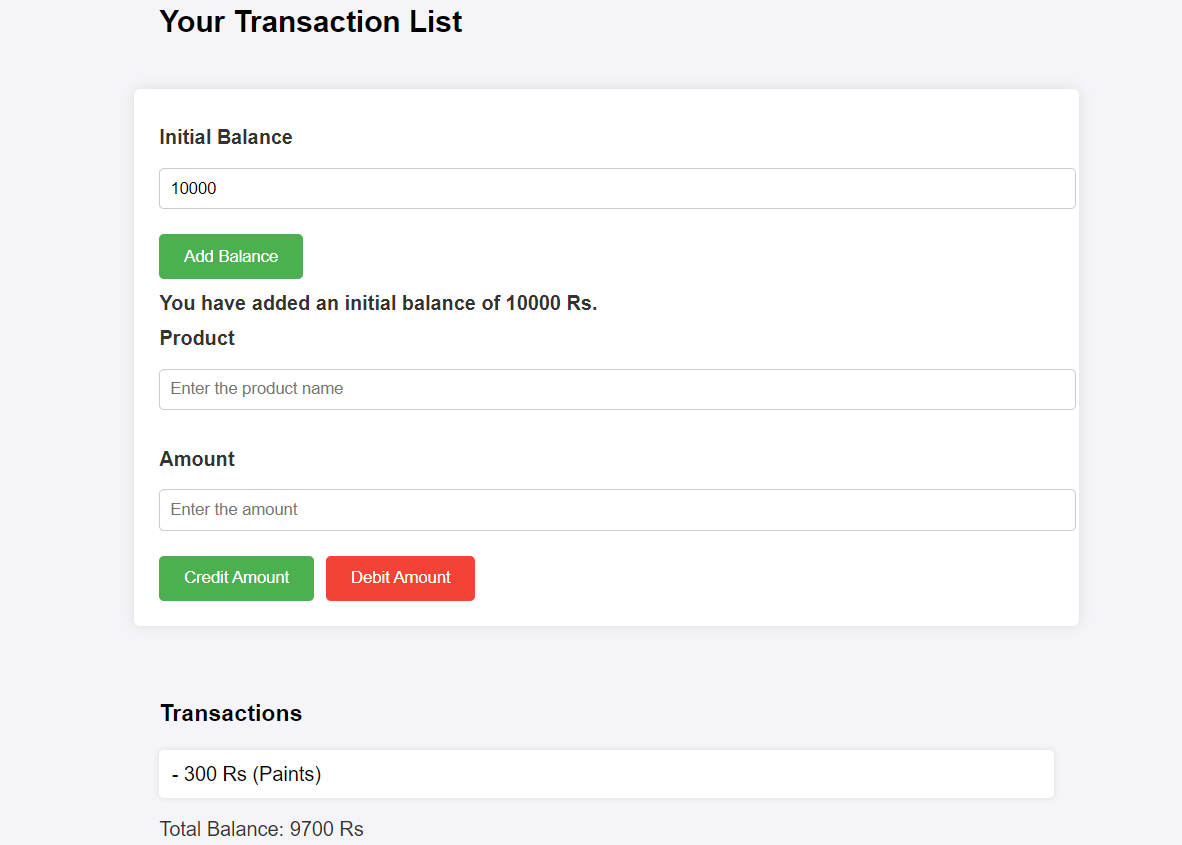 Your Transaction List
Initial Balance
10000
Add Balance
You have added an initial balance of 10000 Rs.
Product
Enter the product name
Amount
Enter the amount
Credit Amount Debit Amount
Transactions
- 300 Rs (Paints)
Total Balance: 9700 Rs